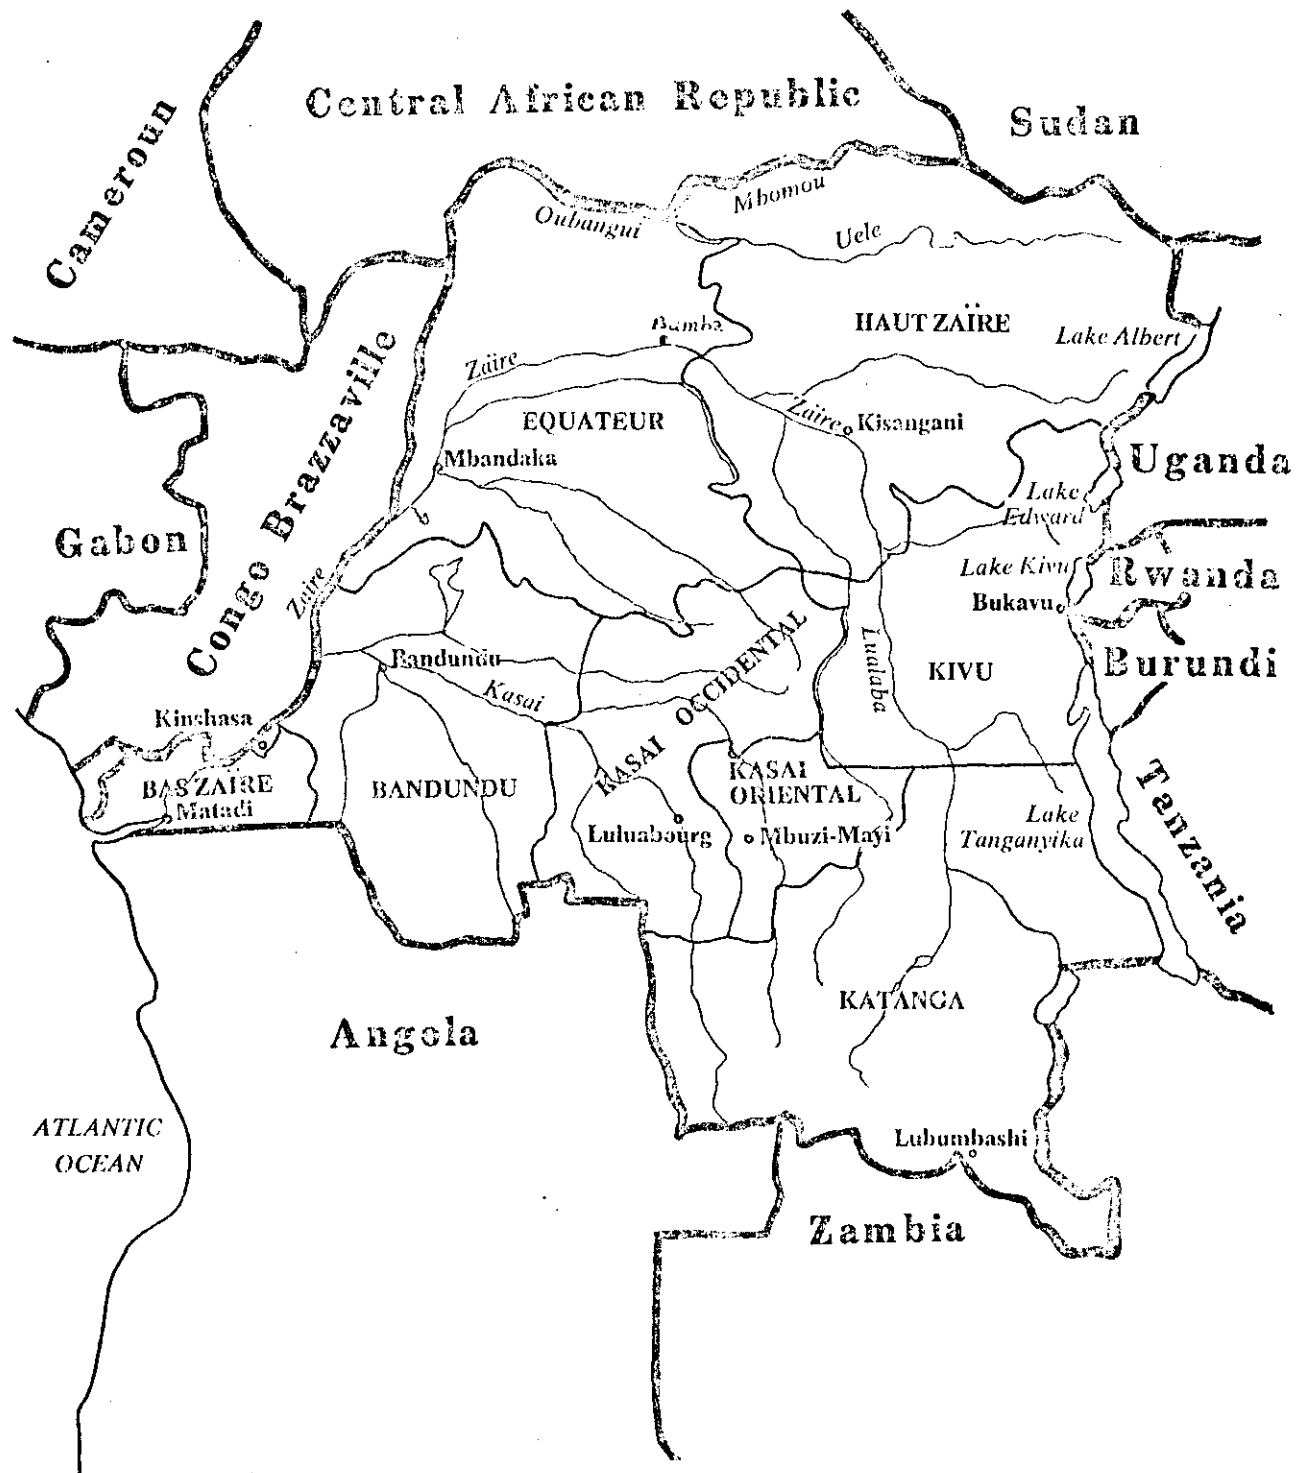 Central African Republic
Sudan
Cameroun
Mbomou
Oubangui
Uele
HAUT ZAÏRE
Bumba
Lake Albert
Zaïre
EQUATEUR
Zaïre
Kisangani
Mbandaka
Uganda
Congo Brazzaville
Lake
Edward
Gabon
Lake Kivu
Rwanda
Zaïre
Bukavu
Lualaba
KIVU
Burundi
Bandundu
Kasai
KASAI OCCIDENTAL
Kinshasa
BAS ZAÏRE
Matadi
BANDUNDU
KASAI
ORIENTAL
Luluabourg
Mbuzi-Mayi
Lake
Tanganyika
Tanzania
KATANGA
Angola
ATLANTIC
OCEAN
Lubumbashi
Zambia